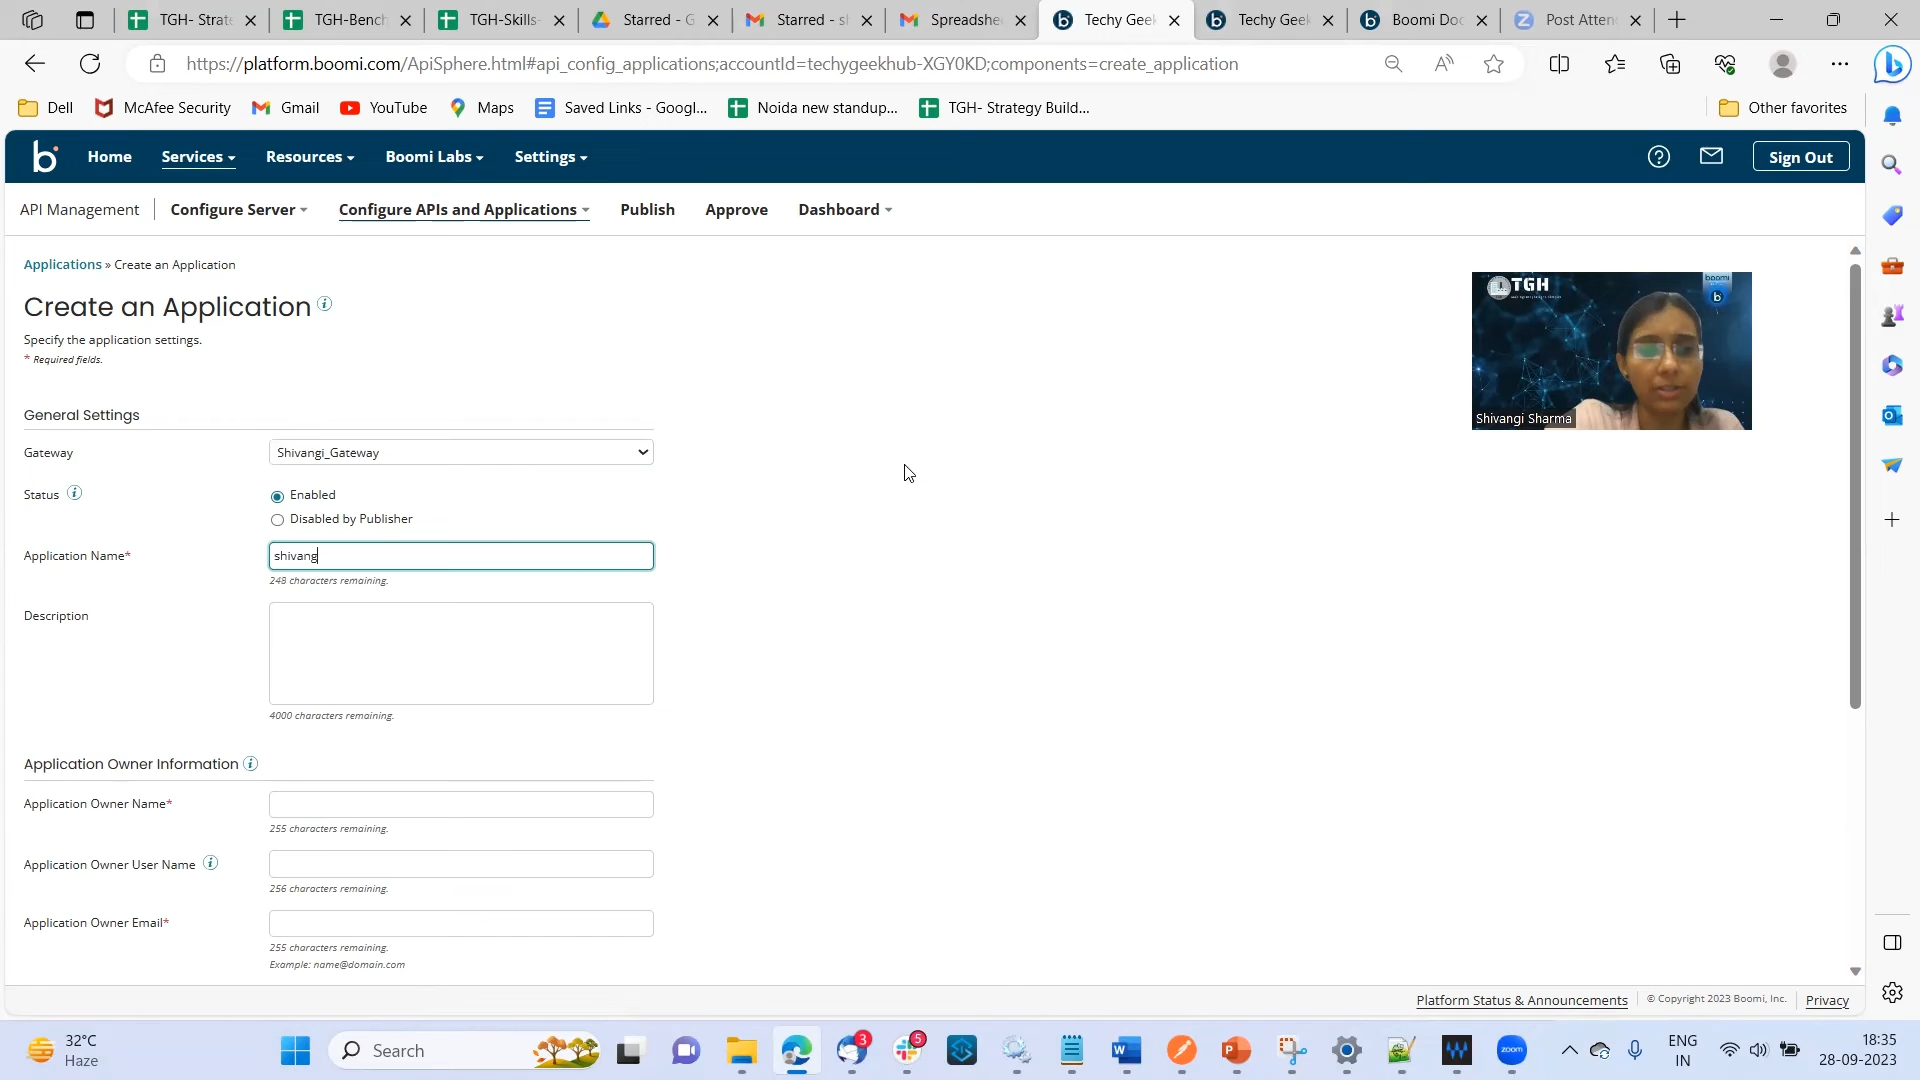 TGH- Strate
TGH-Bench
TGH-Skills-
Starred - G
Starred - s
Spreadshe
Techy Geek
Techy Geek
Boomi Doc
Post Atten
https://platform.boomi.com/ApiSphere.html#api_config_applications;accountId=techygeekhub-XGY0KD;components=create_application
Dell
McAfee Security
Gmail
YouTube
Maps
Saved Links - Googl...
Noida new standup...
TGH- Strategy Build...
Other favorites
Home
Services
Resources
Boomi Labs
Settings
Sign Out
API Management
Configure Server
Configure APIs and Applications
Publish
Approve
Dashboard
Applications » Create an Application
Create an Application
Specify the application settings.
* Required fields.
TGH
boomi
Shivangi Sharma
General Settings
Gateway
Shivangi_Gateway
Status
Enabled
Disabled by Publisher
Application Name*
shivang
248 characters remaining.
Description
4000 characters remaining.
Application Owner Information
Application Owner Name*
255 characters remaining.
Application Owner User Name
256 characters remaining.
Application Owner Email*
255 characters remaining.
Example: name@domain.com
Platform Status & Announcements
© Copyright 2023 Boomi, Inc.
Privacy
32°C
Haze
Search
3
5
zoom
ENG
IN
18:35
28-09-2023